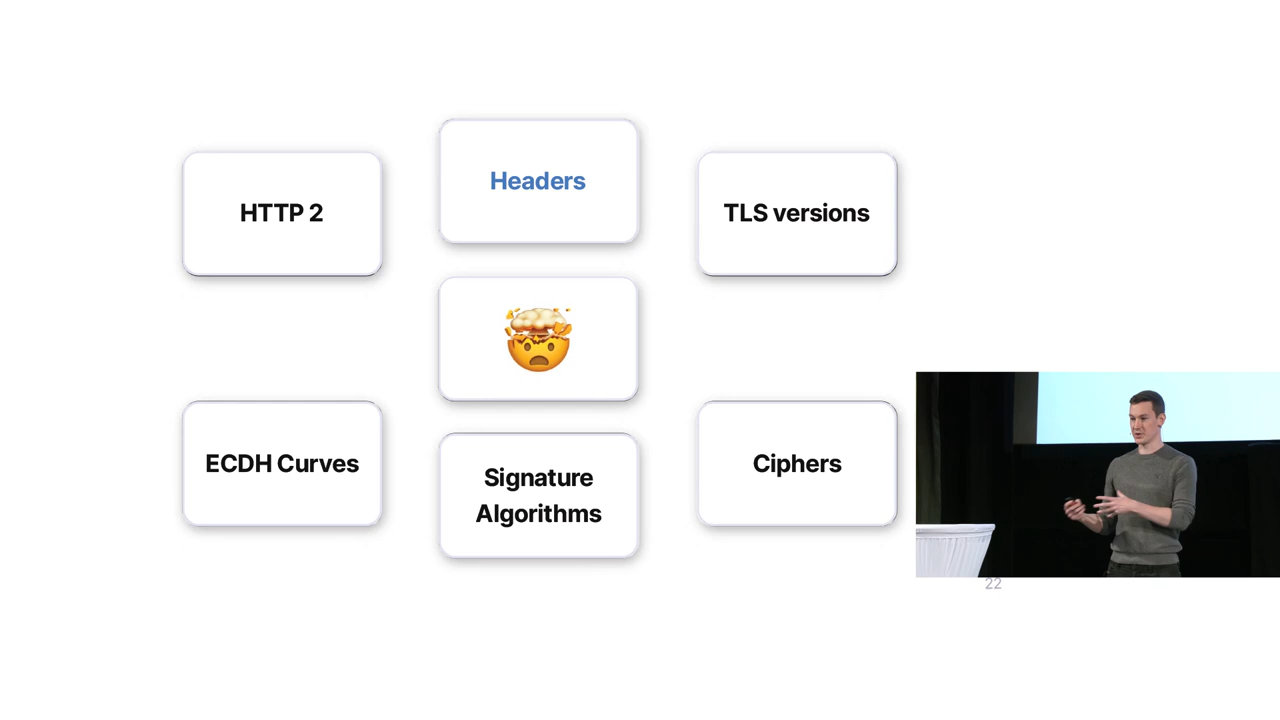 HTTP 2
Headers
TLS versions
ECDH Curves
Signature
Algorithms
Ciphers
22